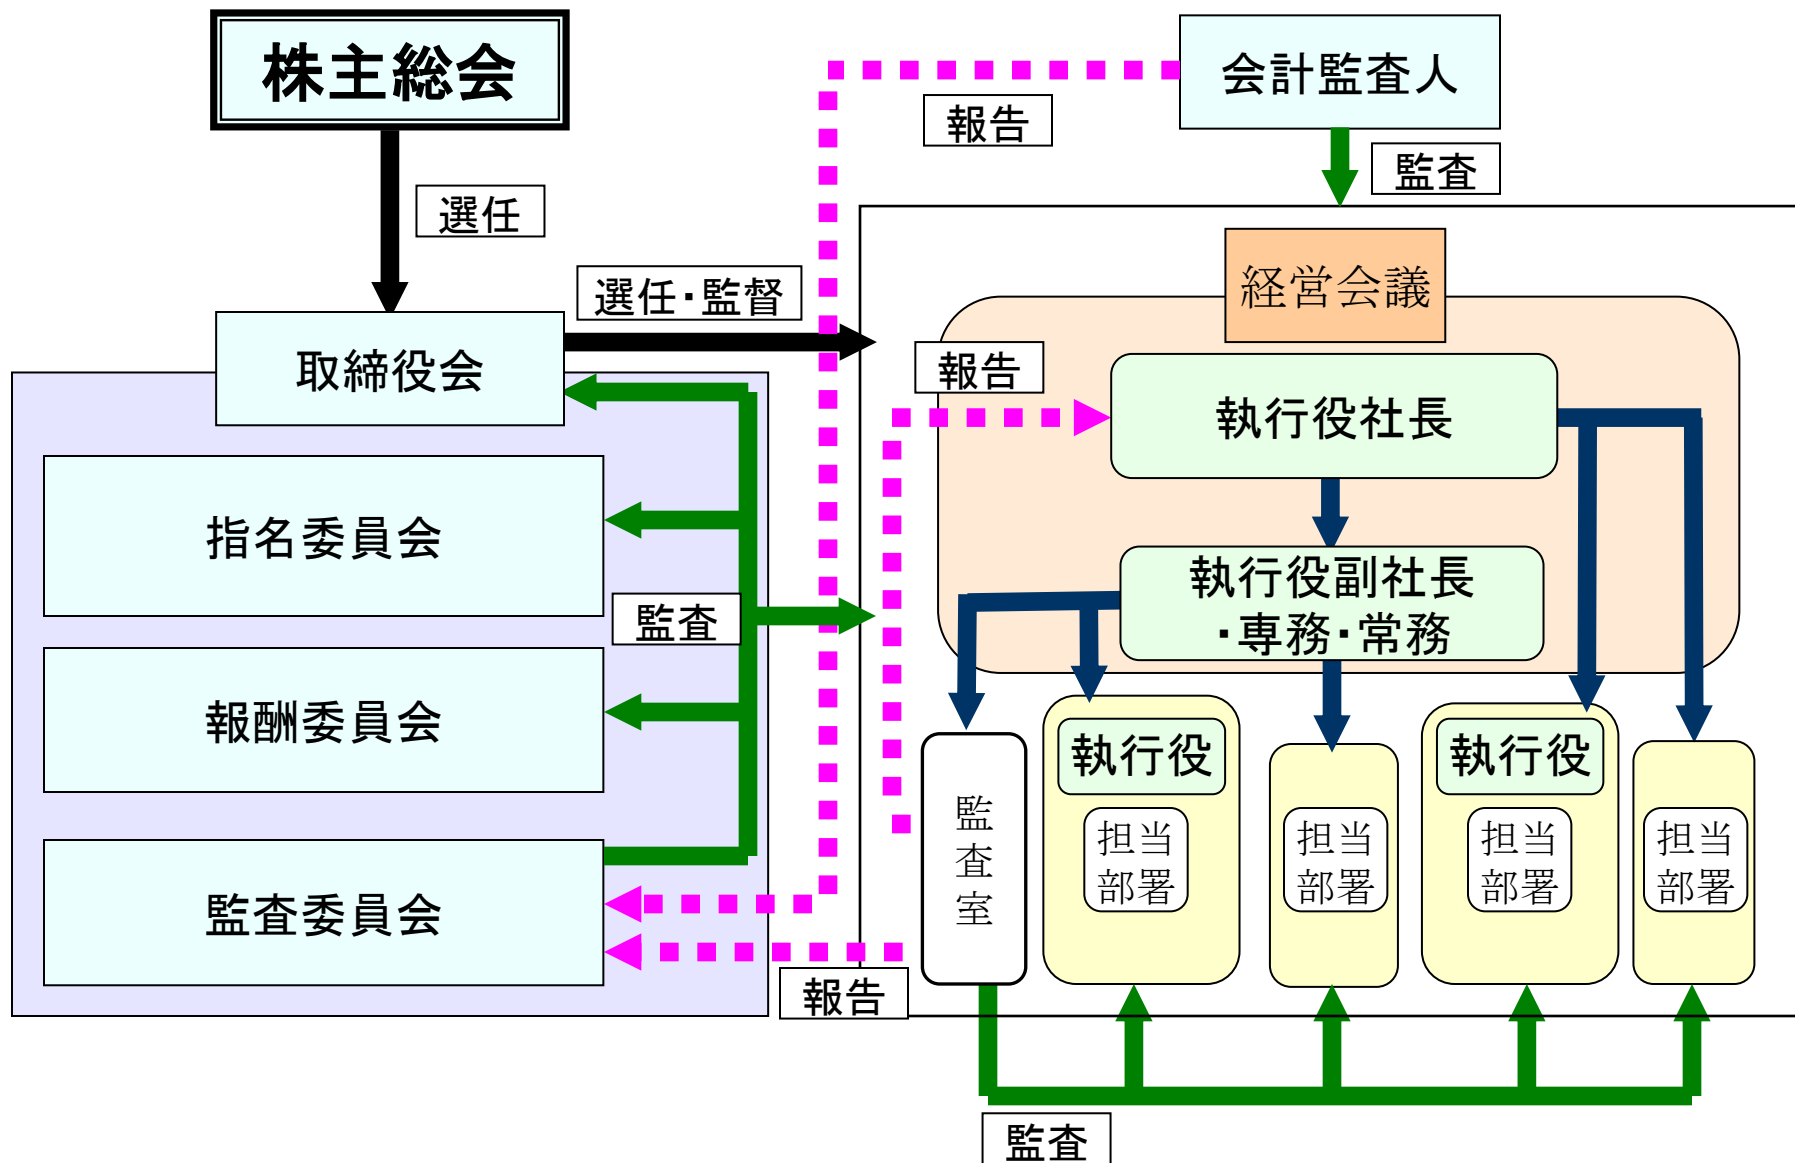 株主総会
会計監査人
報告
監査
選任
選任・監督
経営会議
取締役会
報告
執行役社長
指名委員会
執行役副社長
・専務・常務
監査
報酬委員会
執行役
執行役
監査室
担当
部署
担当
部署
担当
部署
担当
部署
監査委員会
報告
監査